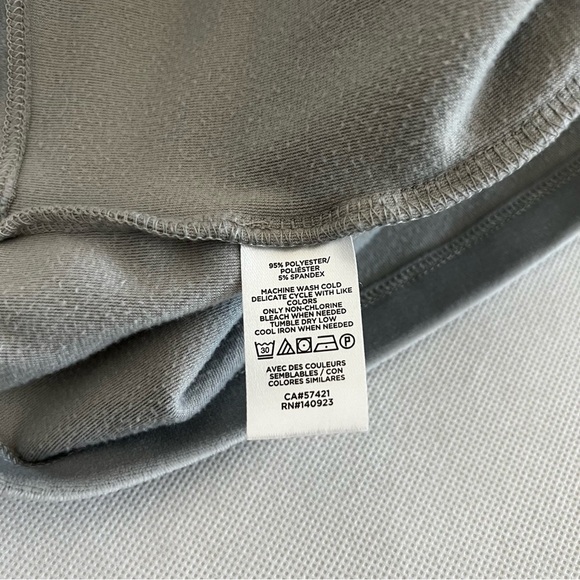 95% POLYESTER/
POLIÉSTER
5% SPANDEX
MACHINE WASH COLD
DELICATE CYCLE WITH LIKE
COLORS
ONLY NON-CHLORINE
BLEACH WHEN NEEDED
TUMBLE DRY LOW
COOL IRON WHEN NEEDED
30 P
AVEC DES COULEURS
SEMBLABLES / CON
COLORES SIMILARES
CA#57421
RN#140923